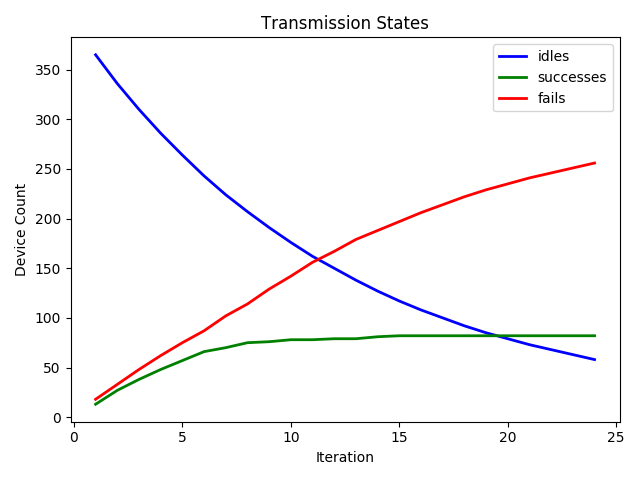 Transmission States
idles
successes
fails
Device Count
350
300
250
200
150
100
50
0
0 5 10 15 20 25
Iteration